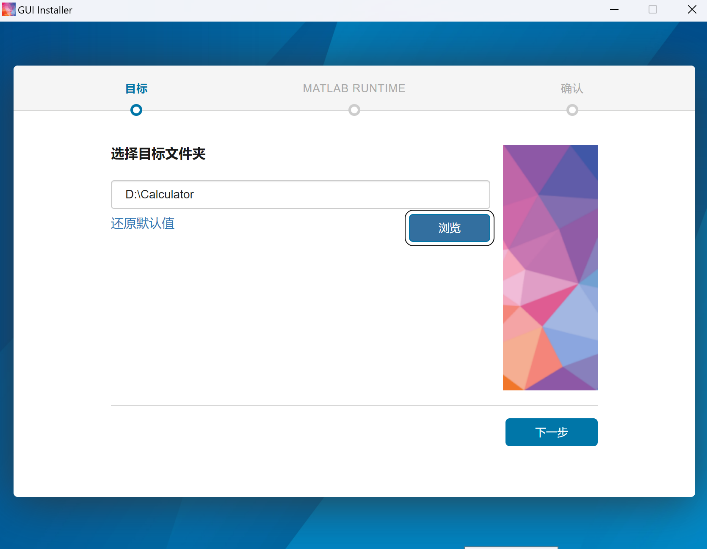 GUI Installer
目标
MATLAB RUNTIME
确认
选择目标文件夹
D:\Calculator
还原默认值
浏览
下一步